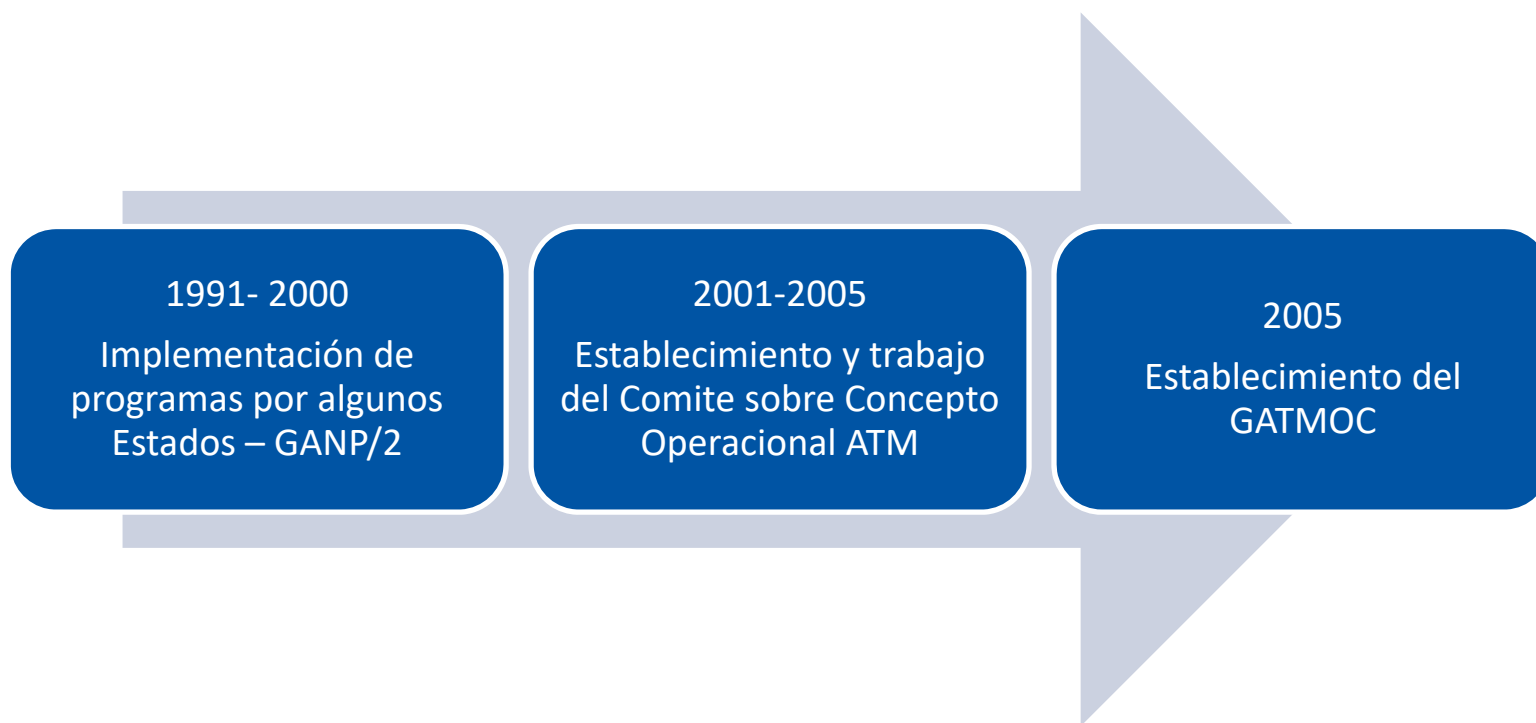 1991- 2000
Implementación de
programas por algunos
Estados – GANP/2
2001-2005
Establecimiento y trabajo
del Comite sobre Concepto
Operacional ATM
2005
Establecimiento del
GATMOC